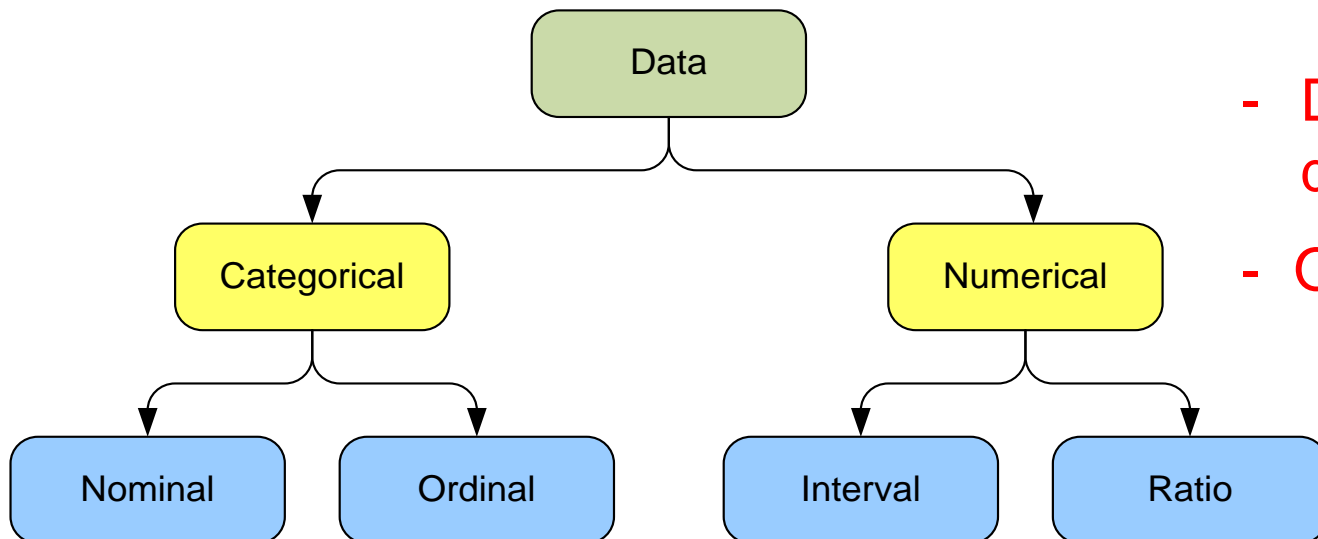 Data
Categorical
Numerical
Nominal
Ordinal
Interval
Ratio